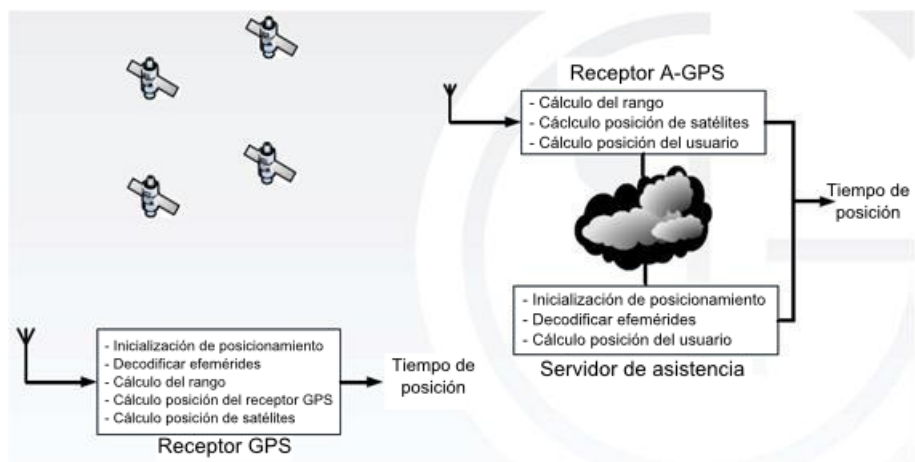 Receptor A-GPS
- Cálculo del rango
- Cáclculo posición de satélites
- Cálculo posición del usuario
Tiempo de
posición
- Inicialización de posicionamiento
- Decodificar efemérides
- Cálculo posición del usuario
Servidor de asistencia
- Inicialización de posicionamiento
- Decodificar efemérides
- Cálculo del rango
- Cálculo posición del receptor GPS
- Cálculo posición de satélites
Receptor GPS
Tiempo de
posición